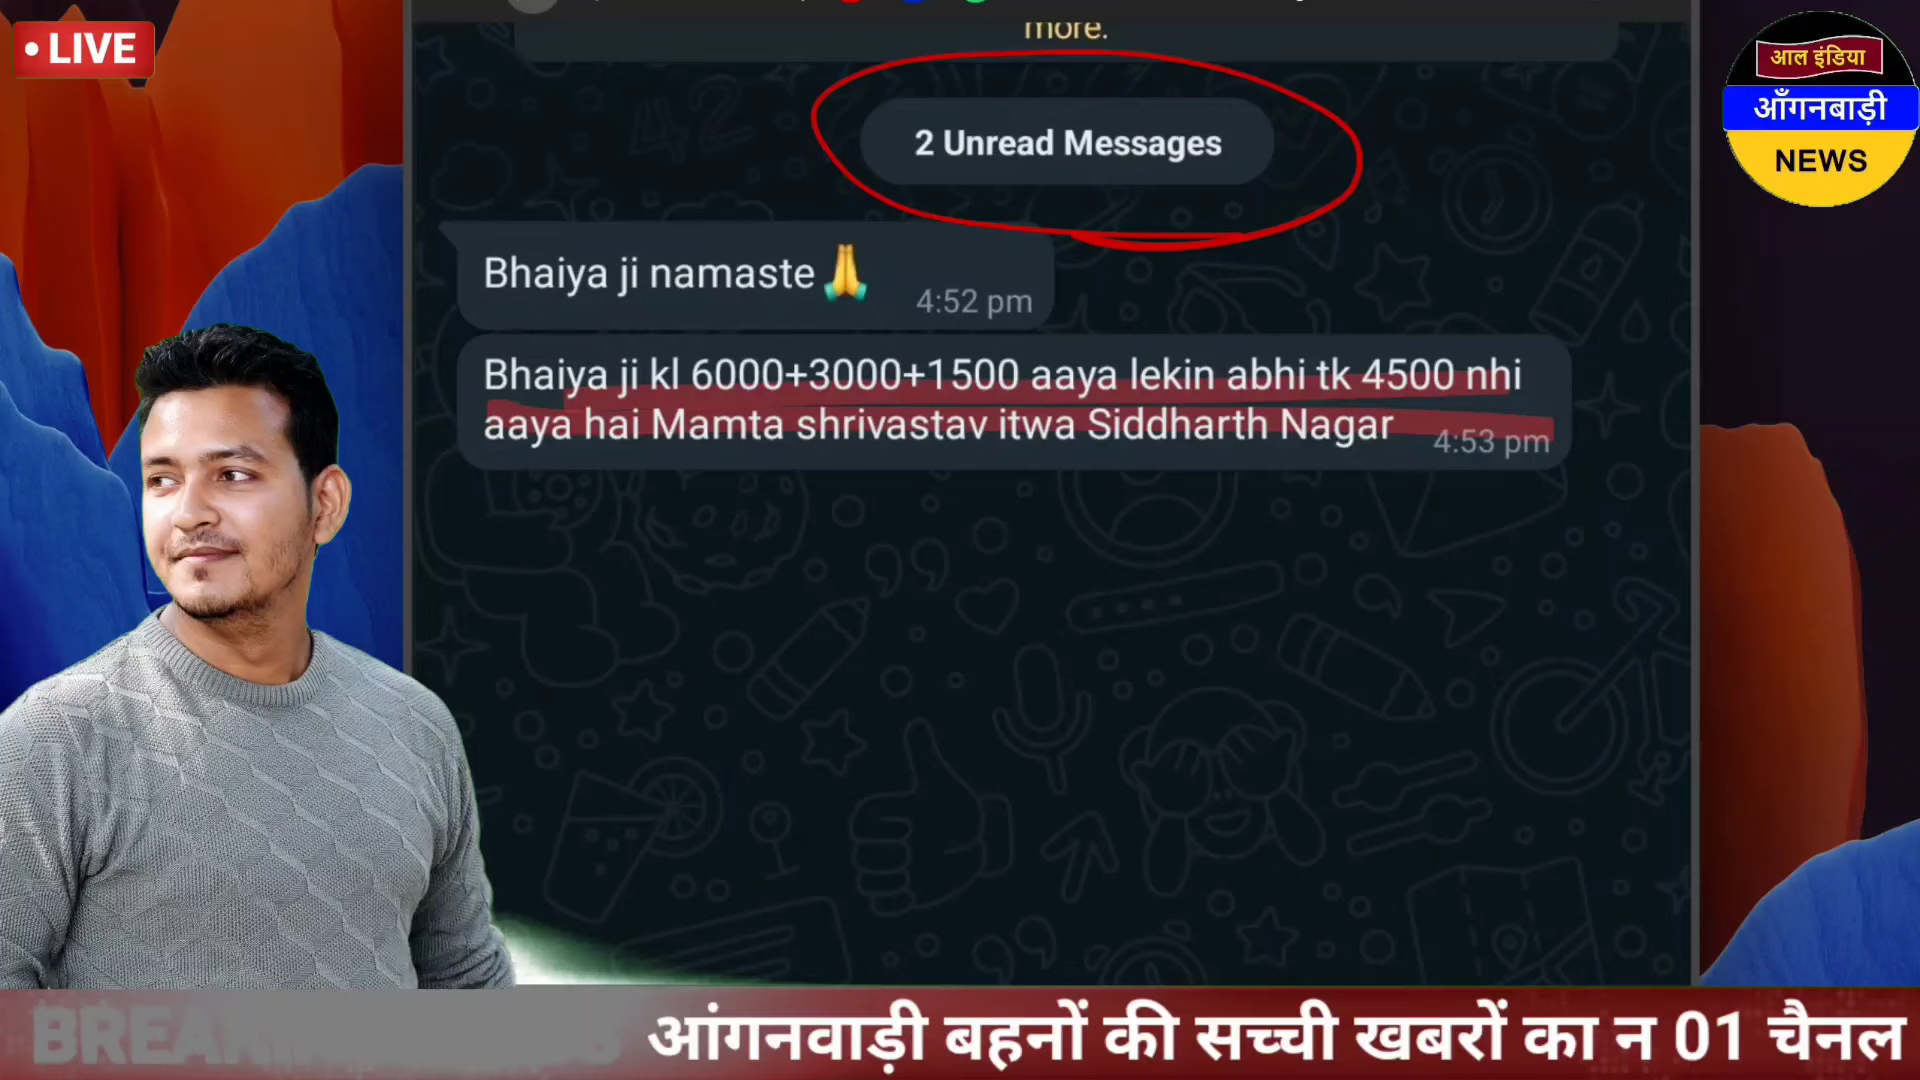 • LIVE
more.
आल इंडिया
आँगनबाड़ी
NEWS
2 Unread Messages
Bhaiya ji namaste🙏
4:52 pm
Bhaiya ji kl 6000+3000+1500 aaya lekin abhi tk 4500 nhi
aaya hai Mamta shrivastav itwa Siddharth Nagar
4:53 pm
आंगनवाड़ी बहनों की सच्ची खबरों का न 01 चैनल